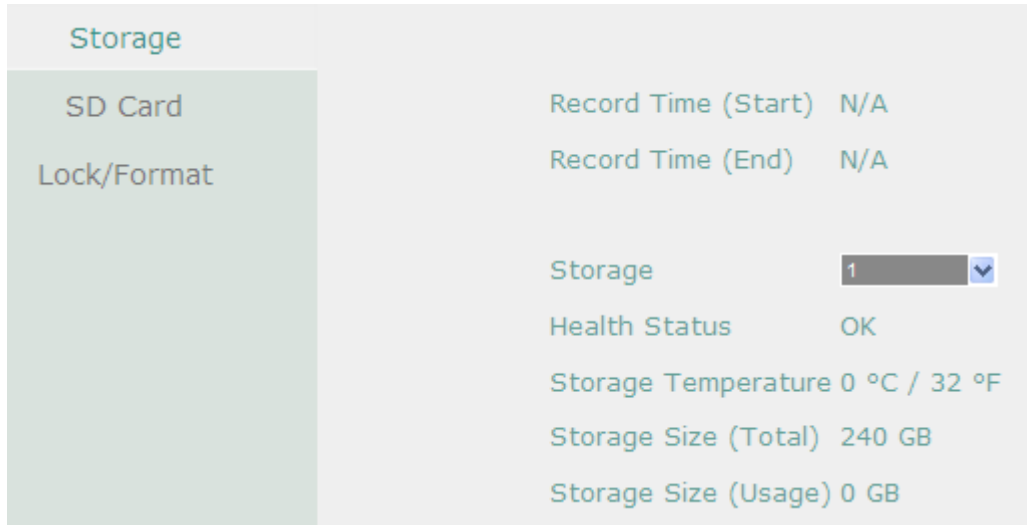 Storage
SD Card
Lock/Format
Record Time (Start) N/A
Record Time (End) N/A
Storage 1
Health Status OK
Storage Temperature 0 °C / 32 °F
Storage Size (Total) 240 GB
Storage Size (Usage) 0 GB